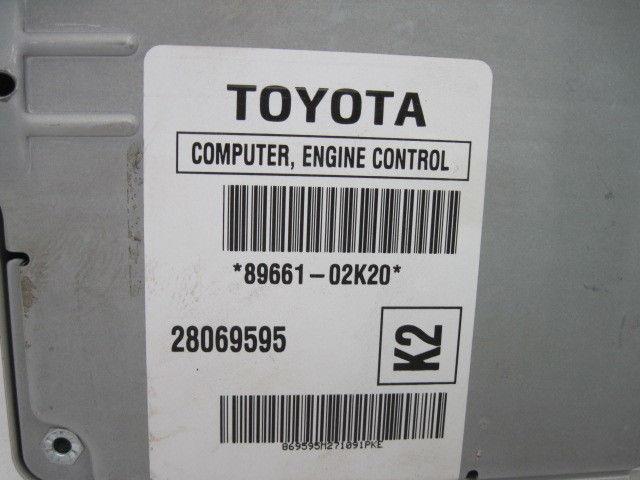 TOYOTA
COMPUTER, ENGINE CONTROL
*89661-02K20*
28069595
K2
869595M271091PKE